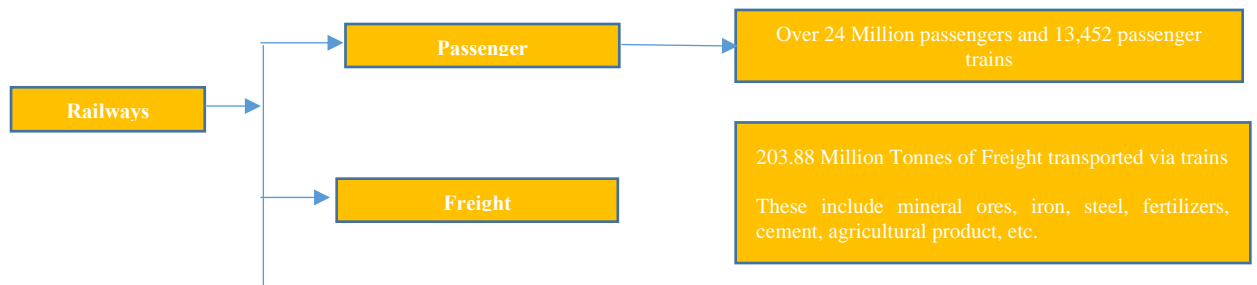 Passenger
Over 24 Million passengers and 13,452 passenger
trains
Railways
203.88 Million Tonnes of Freight transported via trains
Freight
These include mineral ores, iron, steel, fertilizers,
cement, agricultural product, etc.